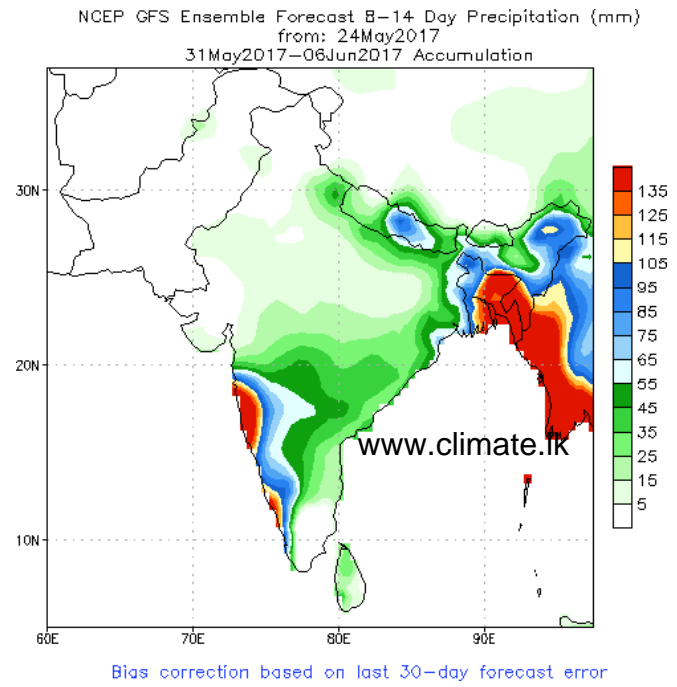 NCEP GFS Ensemble Forecast 8-14 Day Precipitation (mm)
from: 24May2017
31May2017-06Jun2017 Accumulation
30N
20N
10N
60E 70E 80E 90E
135
125
115
105
95
85
75
65
55
45
35
25
15
5
www.climate.lk
Bias correction based on last 30-day forecast error